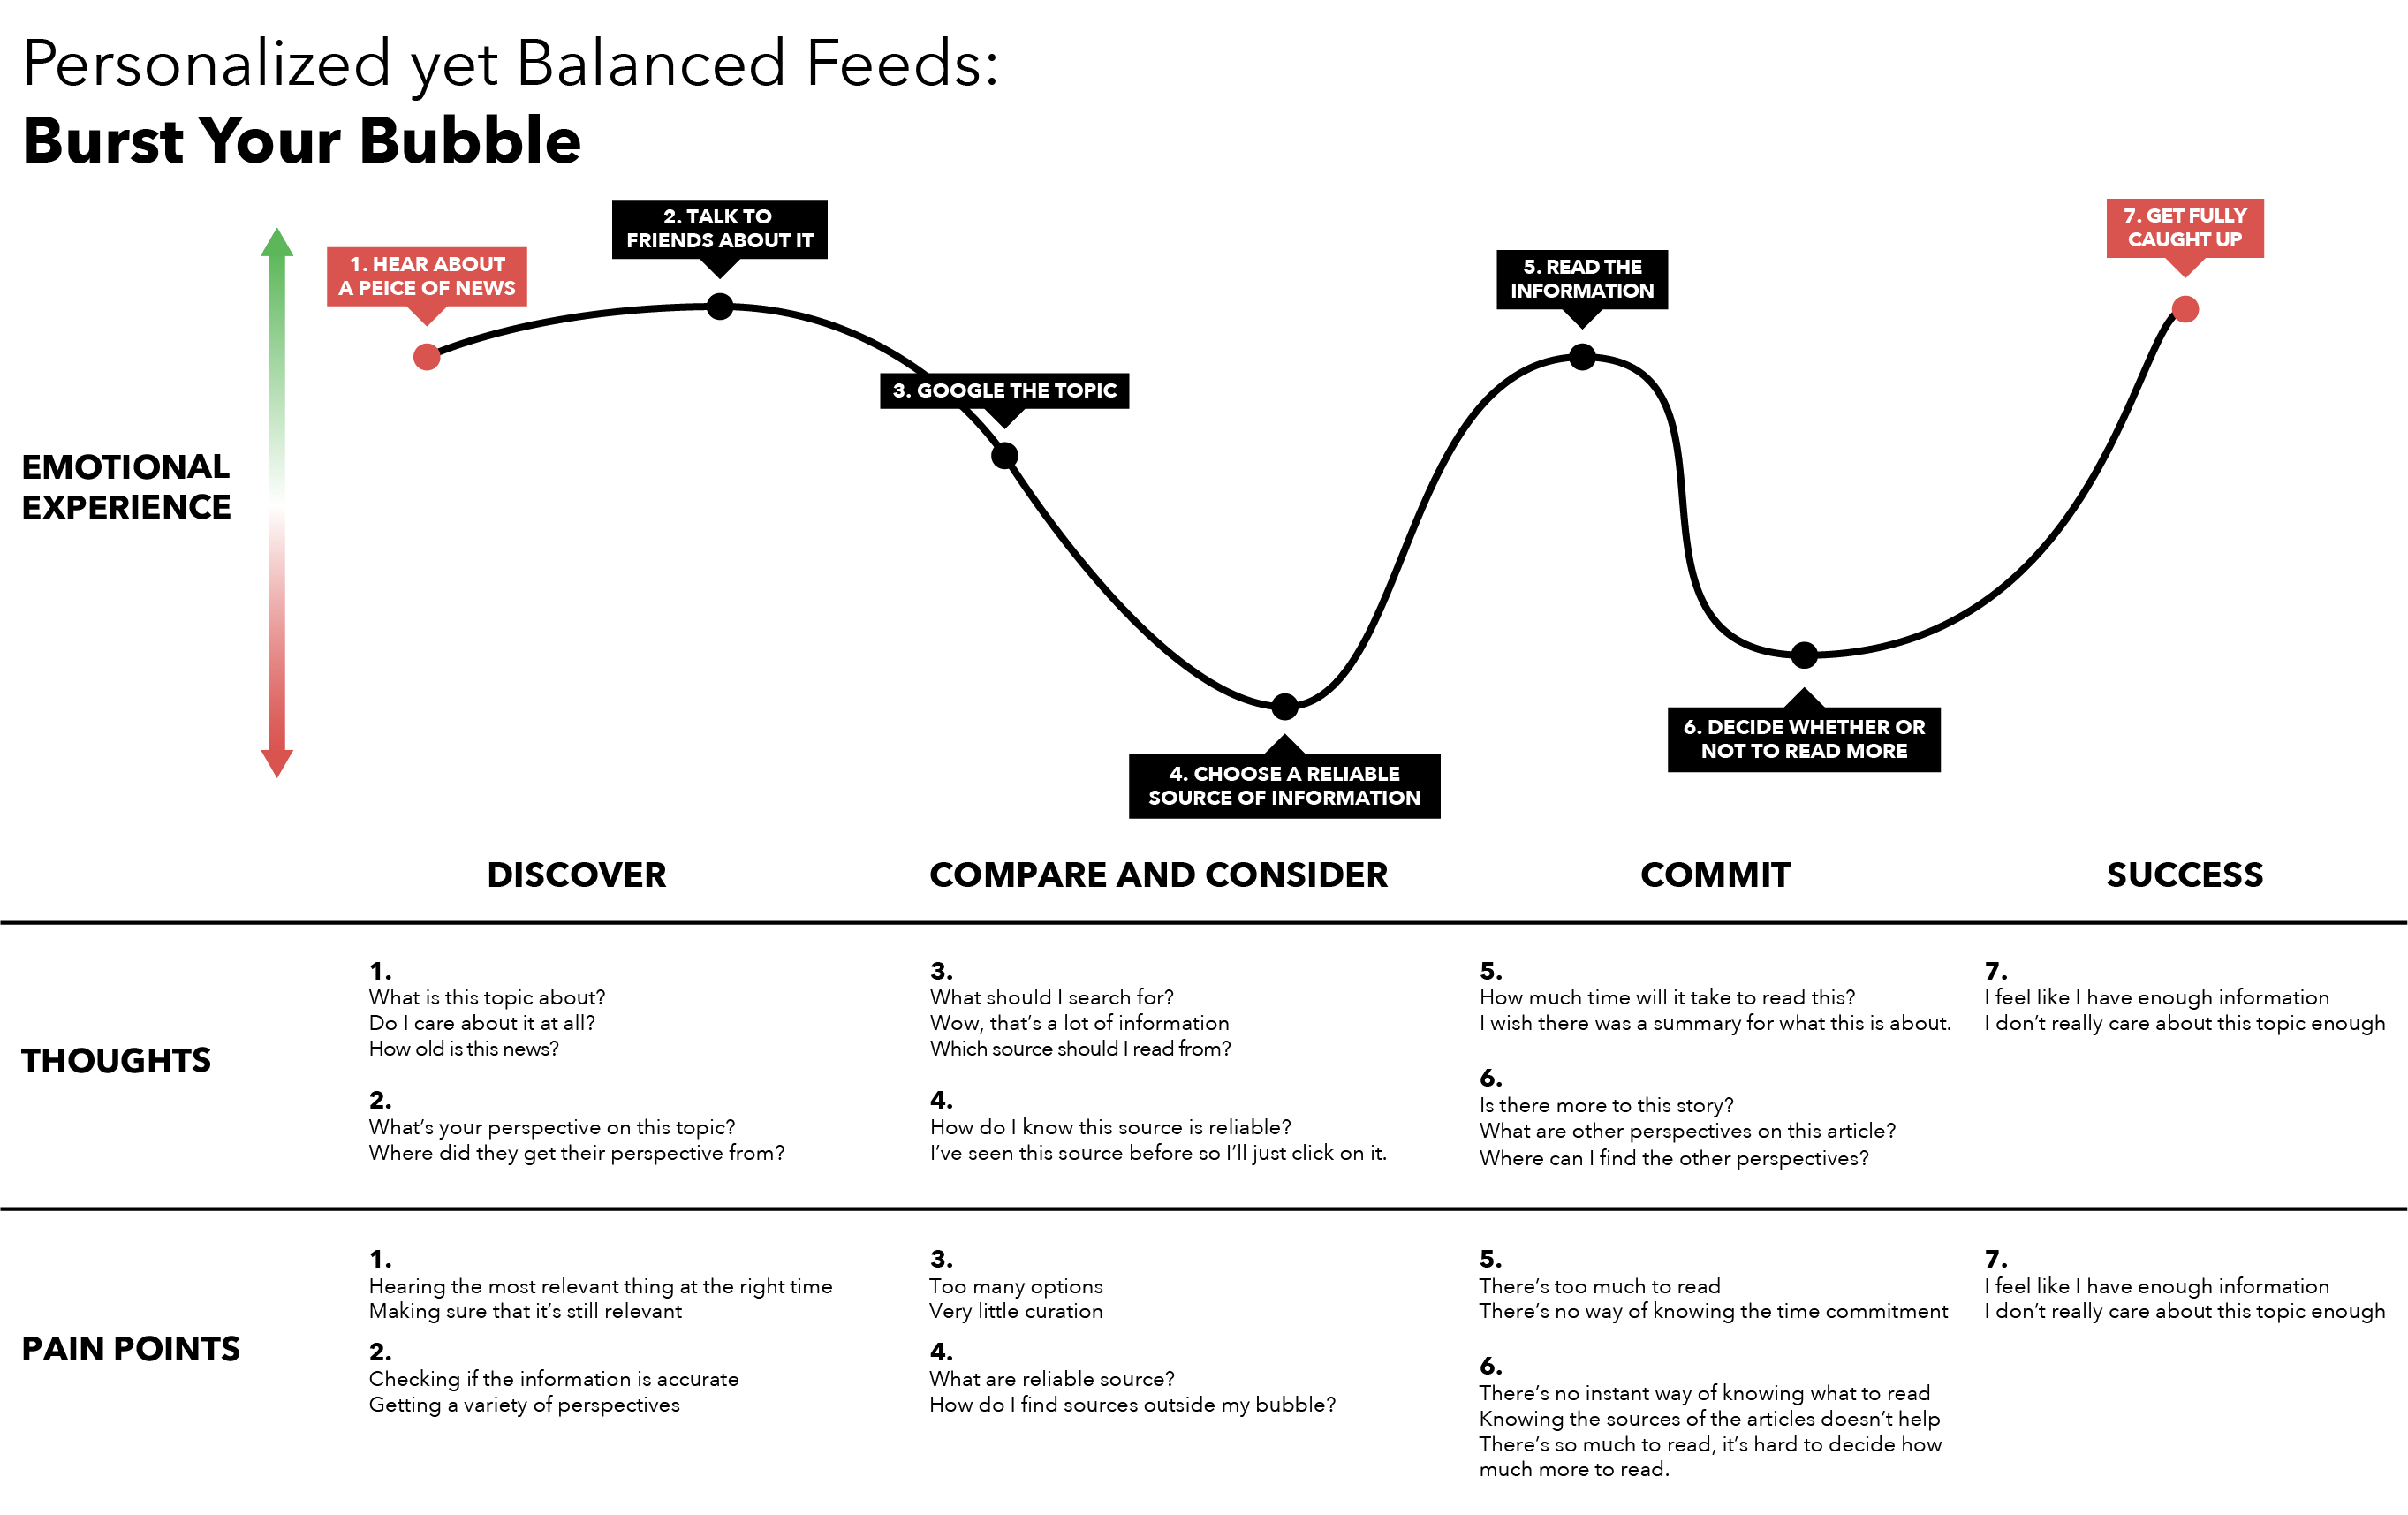 Personalized yet Balanced Feeds:
Burst Your Bubble
1. HEAR ABOUT
A PEICE OF NEWS
2. TALK TO
FRIENDS ABOUT IT
3. GOOGLE THE TOPIC
4. CHOOSE A RELIABLE
SOURCE OF INFORMATION
5. READ THE
INFORMATION
6. DECIDE WHETHER OR
NOT TO READ MORE
7. GET FULLY
CAUGHT UP
EMOTIONAL
EXPERIENCE
DISCOVER
COMPARE AND CONSIDER
COMMIT
SUCCESS
THOUGHTS
1.
What is this topic about?
Do I care about it at all?
How old is this news?
2.
What's your perspective on this topic?
Where did they get their perspective from?
3.
What should I search for?
Wow, that's a lot of information
Which source should I read from?
4.
How do I know this source is reliable?
I've seen this source before so I'll just click on it.
5.
How much time will it take to read this?
I wish there was a summary for what this is about.
6.
Is there more to this story?
What are other perspectives on this article?
Where can I find the other perspectives?
7.
I feel like I have enough information
I don't really care about this topic enough
PAIN POINTS
1.
Hearing the most relevant thing at the right time
Making sure that it's still relevant
2.
Checking if the information is accurate
Getting a variety of perspectives
3.
Too many options
Very little curation
4.
What are reliable source?
How do I find sources outside my bubble?
5.
There's too much to read
There's no way of knowing the time commitment
6.
There's no instant way of knowing what to read
Knowing the sources of the articles doesn't help
There's so much to read, it's hard to decide how
much more to read.
7.
I feel like I have enough information
I don't really care about this topic enough